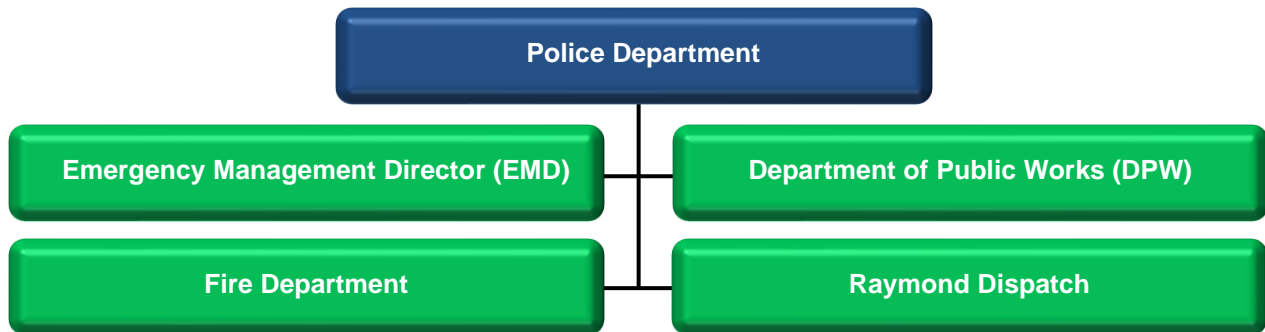 Police Department
Emergency Management Director (EMD)
Department of Public Works (DPW)
Fire Department
Raymond Dispatch